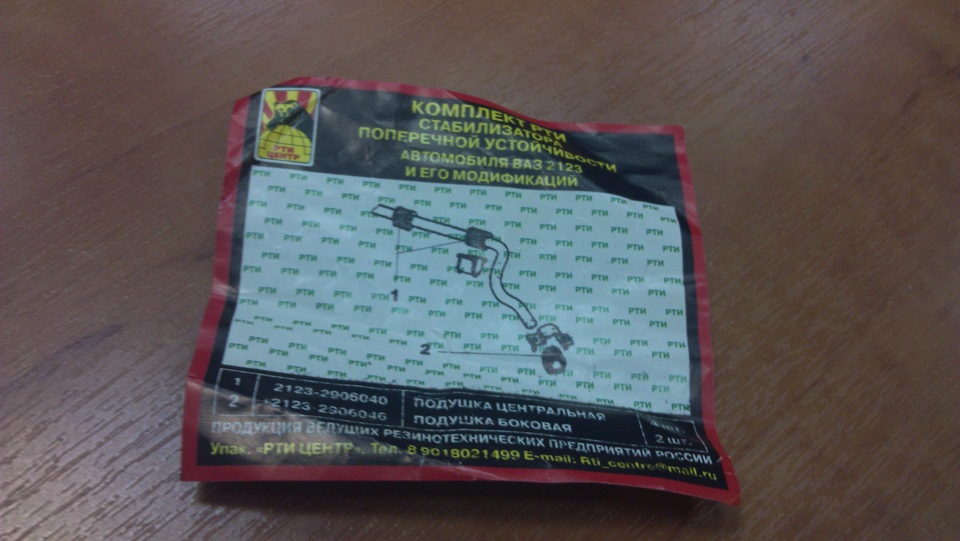 РТИ
ЦЕНТР
КОМПЛЕКТ РТИ
СТАБИЛИЗАТОРА
ПОПЕРЕЧНОЙ УСТОЙЧИВОСТИ
АВТОМОБИЛЯ ВАЗ 2123
И ЕГО МОДИФИКАЦИЙ
1
2
1 2123-2906040 ПОДУШКА ЦЕНТРАЛЬНАЯ шт.
2 2123-2906046 ПОДУШКА БОКОВАЯ 2 шт.
ПРОДУКЦИЯ ВЕДУЩИХ РЕЗИНОТЕХНИЧЕСКИХ ПРЕДПРИЯТИЙ РОССИИ
Упак. «РТИ ЦЕНТР». Тел. 8 9018021499 E-mail: Rti_centre@mail.ru